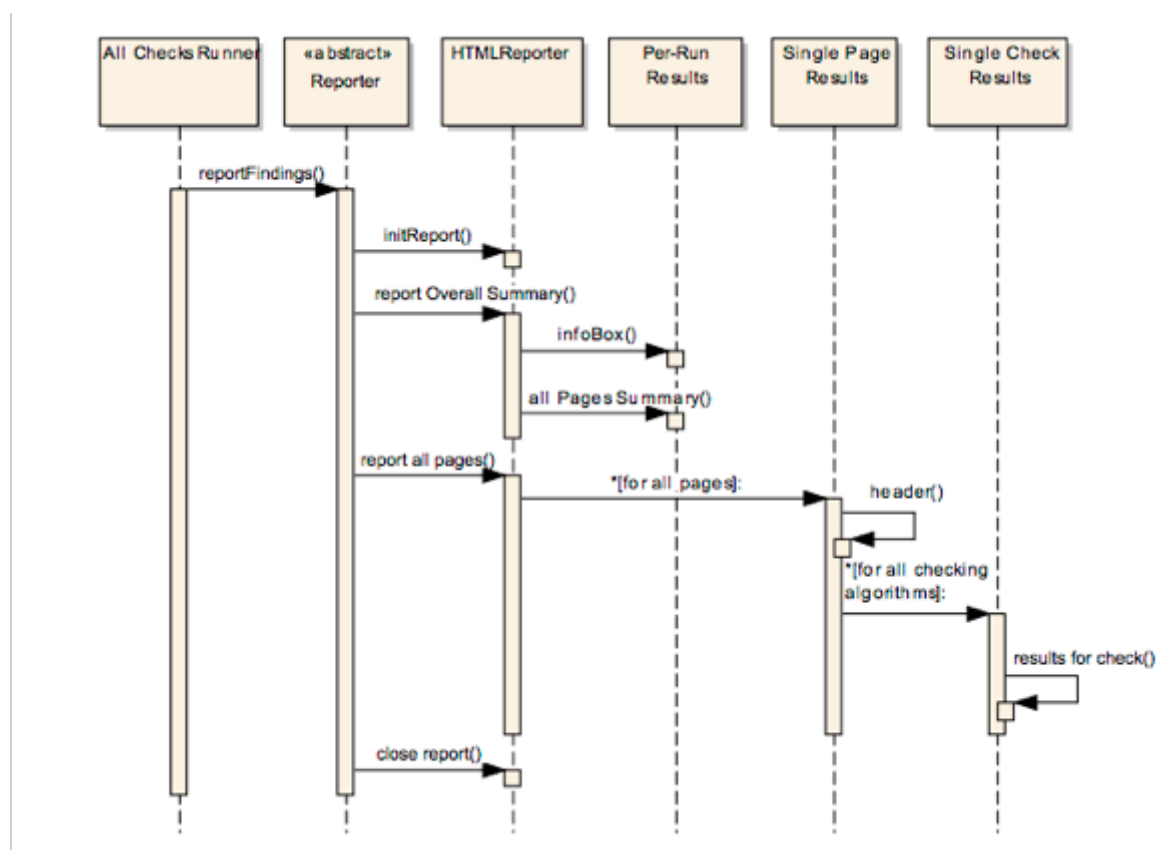 All Checks Runner
«abstract»
Reporter
HTMLReporter
Per-Run
Results
Single Page
Results
Single Check
Results
reportFindings()
initReport()
report Overall Summary()
infoBox()
all Pages Summary()
report all pages()
*[for all pages]:
header()
*[for all checking
algorithms]:
results for check()
close report()